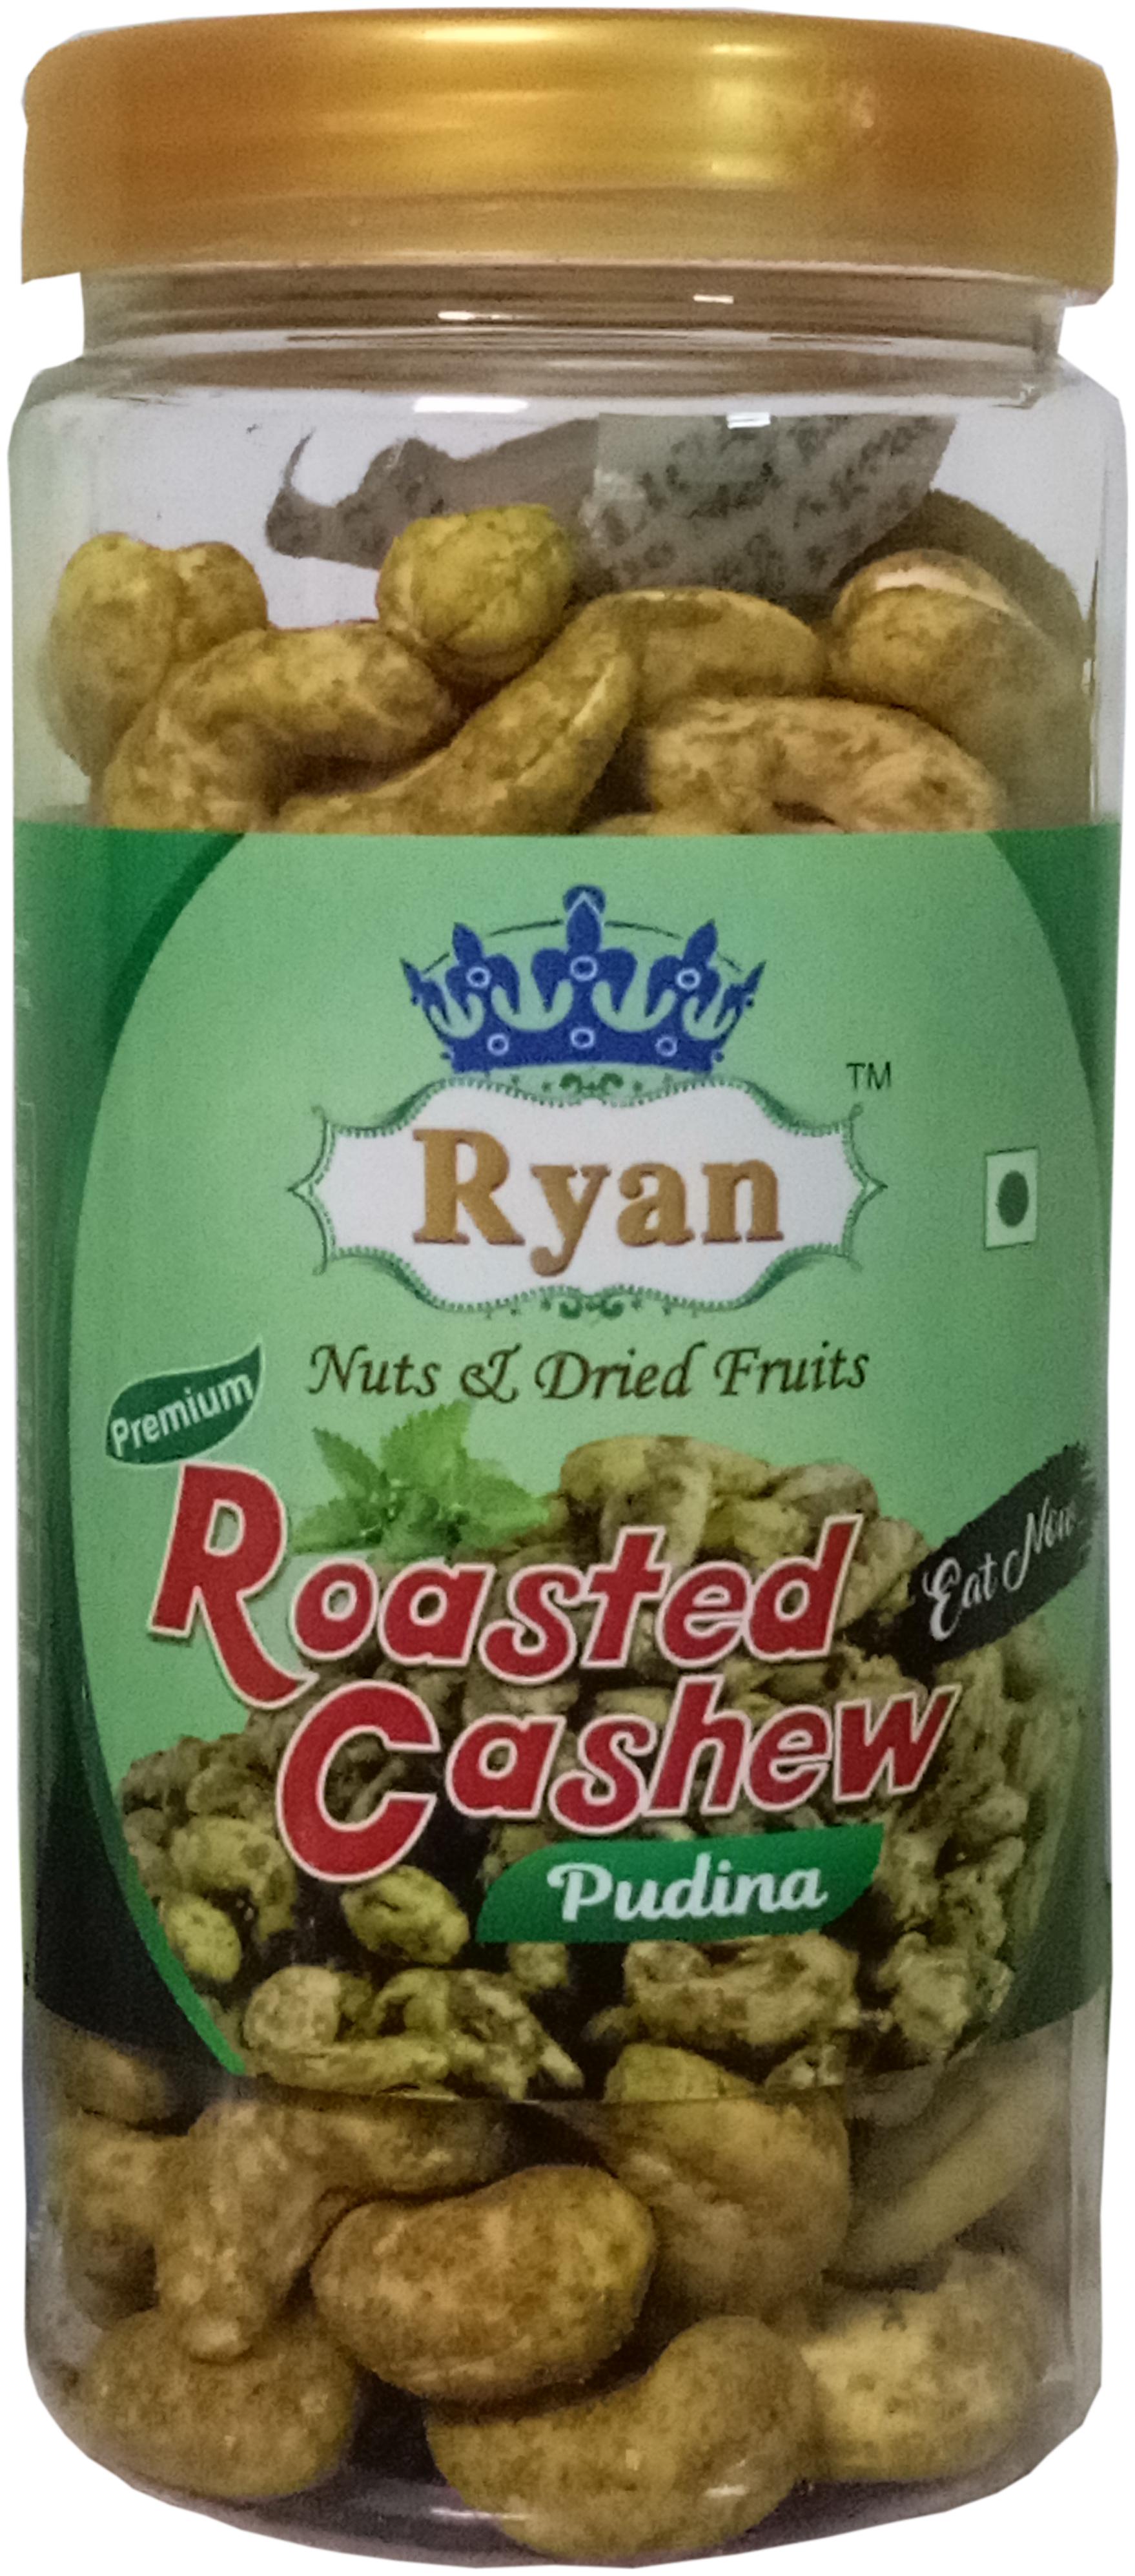 TM
Ryan
Nuts & Dried Fruits
Premium
Roasted
Cashew
Eat Now
Pudina